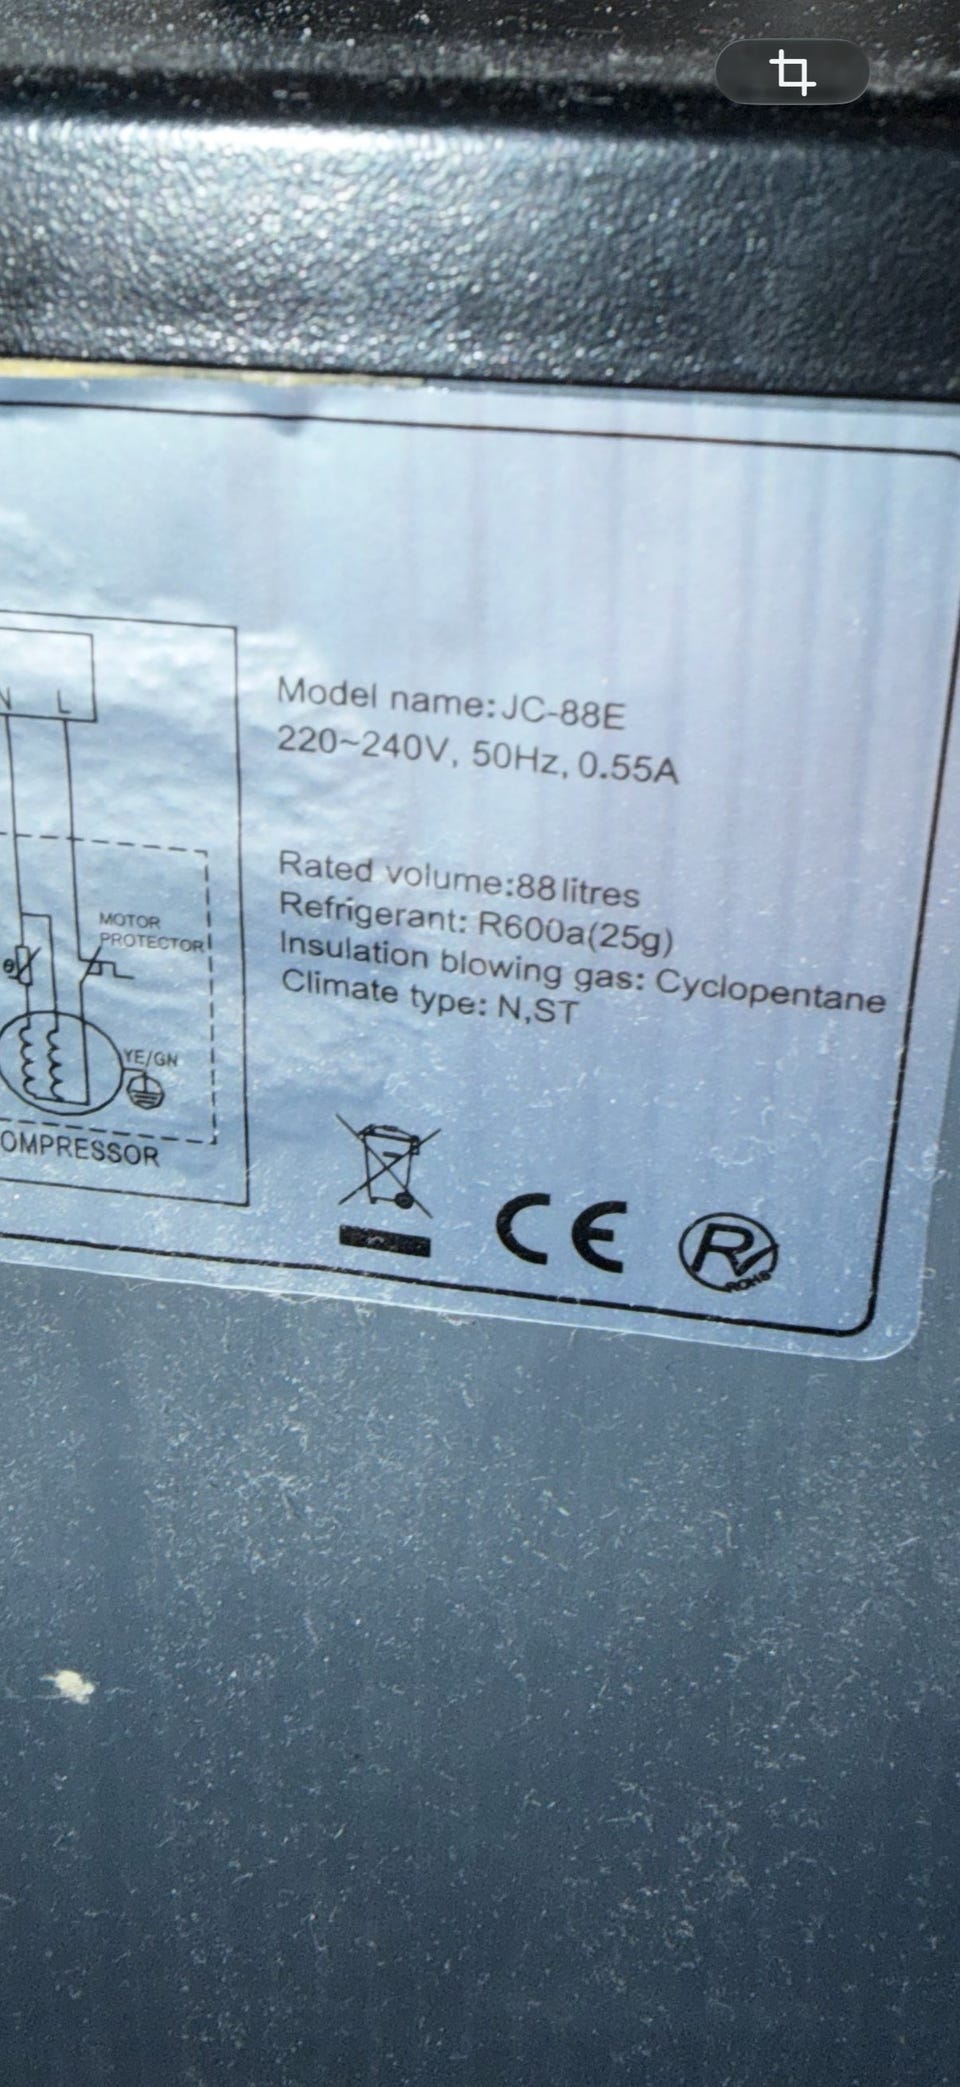 N L
Model name: JC-88E
220~240V, 50Hz, 0.55A
Rated volume:88 litres
Refrigerant: R600a(25g)
Insulation blowing gas: Cyclopentane
Climate type: N,ST
MOTOR
PROTECTOR
θ
YE/GN
OMPRESSOR
CE
R
ROHS